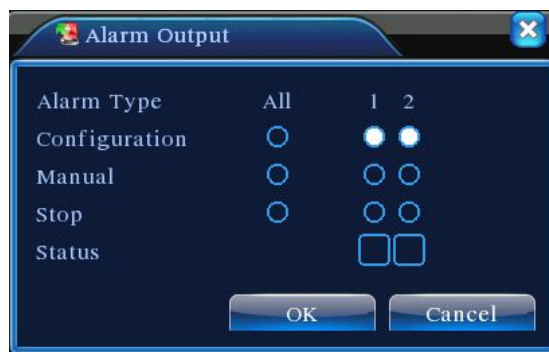 Alarm Output
Alarm Type All 1 2
Configuration
Manual
Stop
Status
OK Cancel